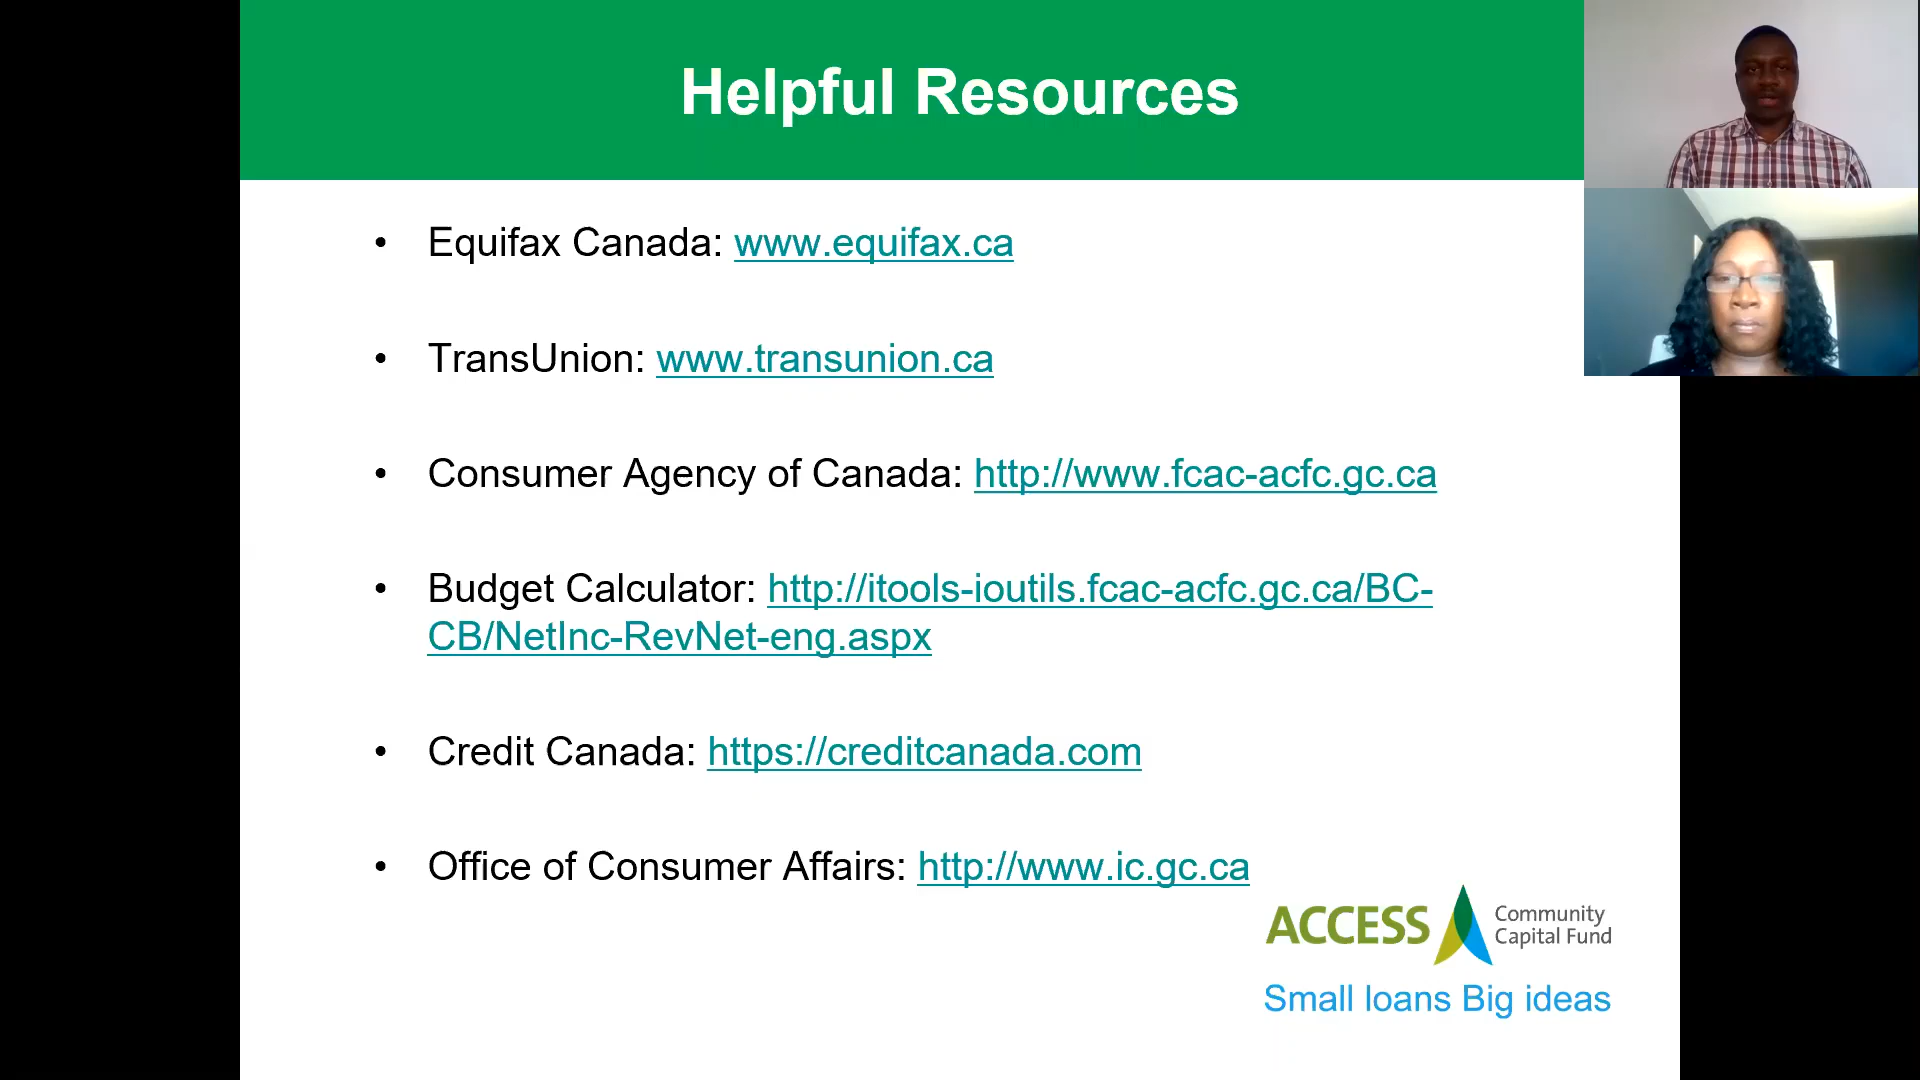 Helpful Resources
• Equifax Canada: www.equifax.ca
• TransUnion: www.transunion.ca
• Consumer Agency of Canada: http://www.fcac-acfc.gc.ca
• Budget Calculator: http://itools-ioutils.fcac-acfc.gc.ca/BC-
CB/NetInc-RevNet-eng.aspx
• Credit Canada: https://creditcanada.com
• Office of Consumer Affairs: http://www.ic.gc.ca
ACCESS
Community
Capital Fund
Small loans Big ideas